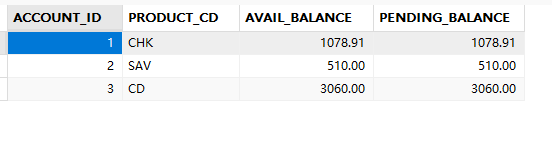 ACCOUNT_ID PRODUCT_CD AVAIL_BALANCE PENDING_BALANCE
1 CHK 1078.91 1078.91
2 SAV 510.00 510.00
3 CD 3060.00 3060.00